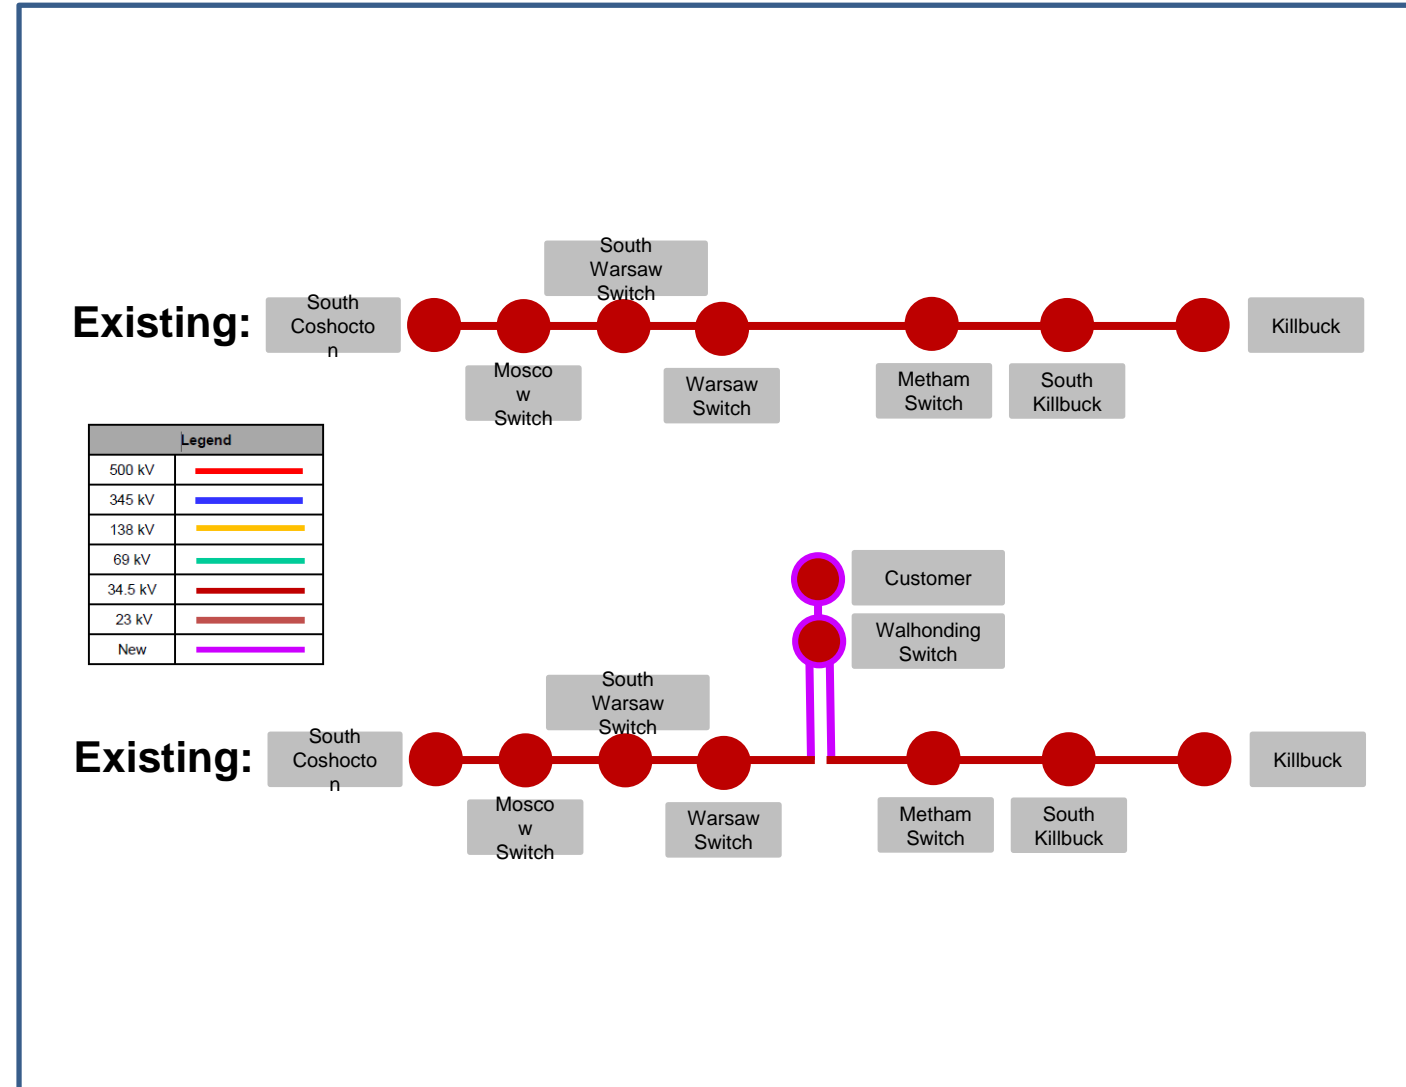 South
Warsaw
Switch
Existing:
South
Coshocto
n
Killbuck
Mosco
w
Switch
Warsaw
Switch
Metham
Switch
South
Killbuck
Legend
500 kV
345 kV
138 kV
69 kV
34.5 kV
23 kV
New
Customer
Walhonding
Switch
South
Warsaw
Switch
Existing:
South
Coshocto
n
Killbuck
Mosco
w
Switch
Warsaw
Switch
Metham
Switch
South
Killbuck